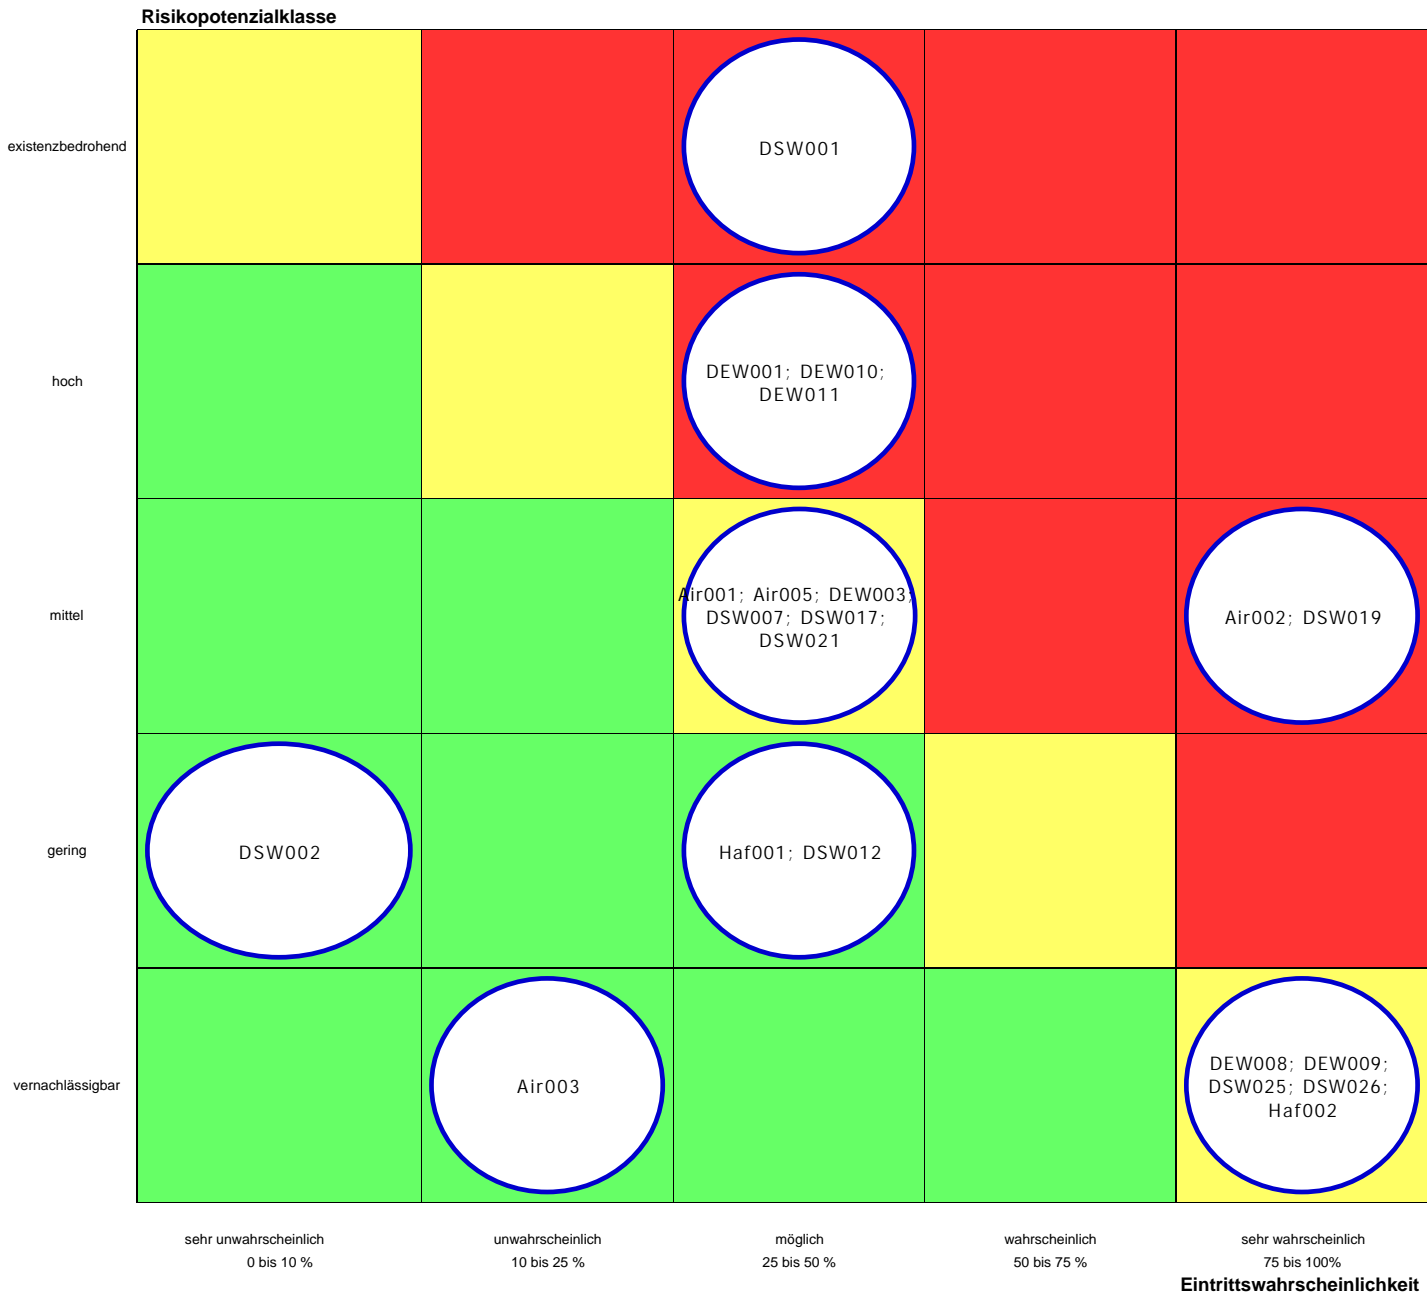 Risikopotenzialklasse
existenzbedrohend
DSW001
hoch
DEW001; DEW010;
DEW011
mittel
Air001; Air005; DEW003;
DSW007; DSW017;
DSW021
Air002; DSW019
gering
DSW002
Haf001; DSW012
vernachlässigbar
Air003
DEW008; DEW009;
DSW025; DSW026;
Haf002
sehr unwahrscheinlich
0 bis 10 %
unwahrscheinlich
10 bis 25 %
möglich
25 bis 50 %
wahrscheinlich
50 bis 75 %
sehr wahrscheinlich
75 bis 100%
Eintrittswahrscheinlichkeit